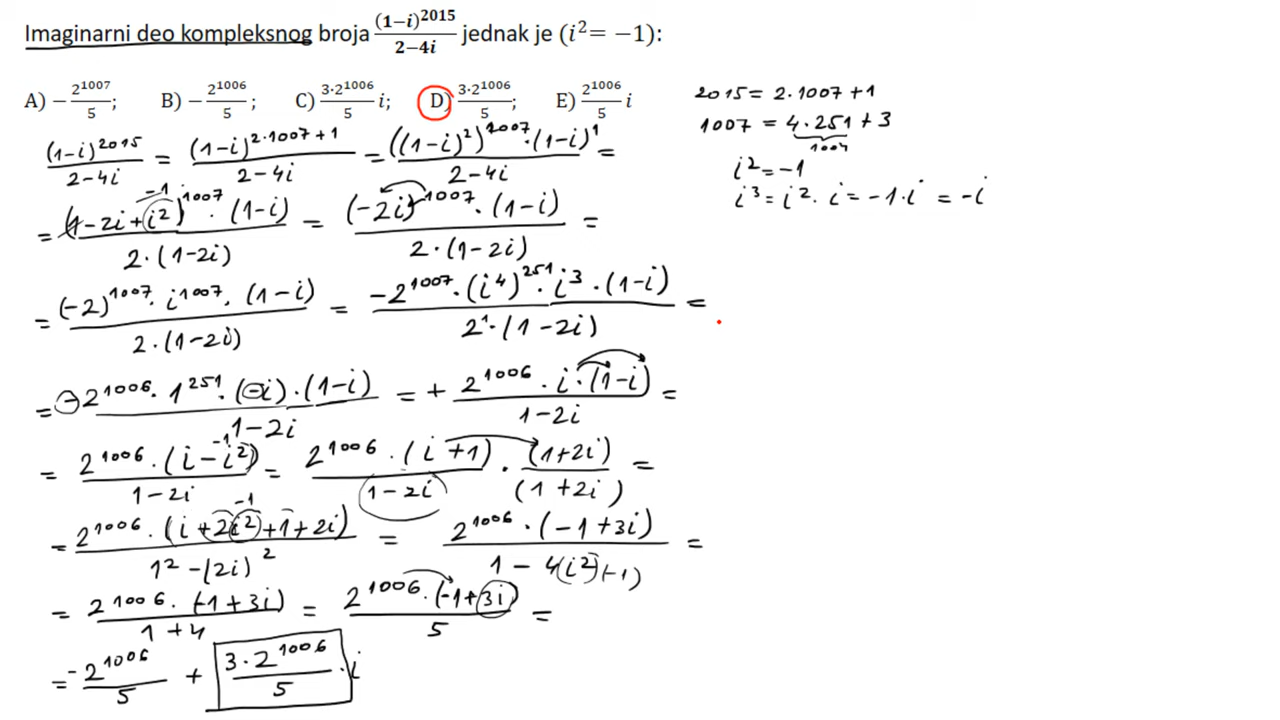 Imaginarni deo kompleksnog broja (1−i)^2015/2−4i jednak je (i²= −1):
A) −2^1007/5; B) −2^1006/5; C) 3·2^1006/5 i; D) 3·2^1006/5; E) 2^1006/5 i
2015 = 2·1007+1
1007 = 4·251 + 3
1004
i² = −1
i³ = i²·i = −1·i = −i
(1−i)^2015/2−4i = (1−i)^2·1007+1/2−4i = ((1−i)²)^1007·(1−i)^1/2−4i =
= (1−2i+i²)^1007·(1−i)/2·(1−2i) = (−2i)^1007·(1−i)/2·(1−2i) =
−1
= (−2)^1007·i^1007·(1−i)/2·(1−2i) = −2^1007·(i⁴)^251·i³·(1−i)/2^1·(1−2i) =
= −2^1006·1^251·(−i)·(1−i)/1−2i = + 2^1006·i·(1−i)/1−2i =
−1
= 2^1006·(i−i²)/1−2i = 2^1006·(i+1)/1−2i · (1+2i)/(1+2i) =
−1
= 2^1006·(i+2i²+1+2i)/1²−(2i)² = 2^1006·(−1+3i)/1−4(i²)(−1) =
= 2^1006·(−1+3i)/1+4 = 2^1006·(−1+3i)/5 =
= −2^1006/5 + 3·2^1006/5 · i